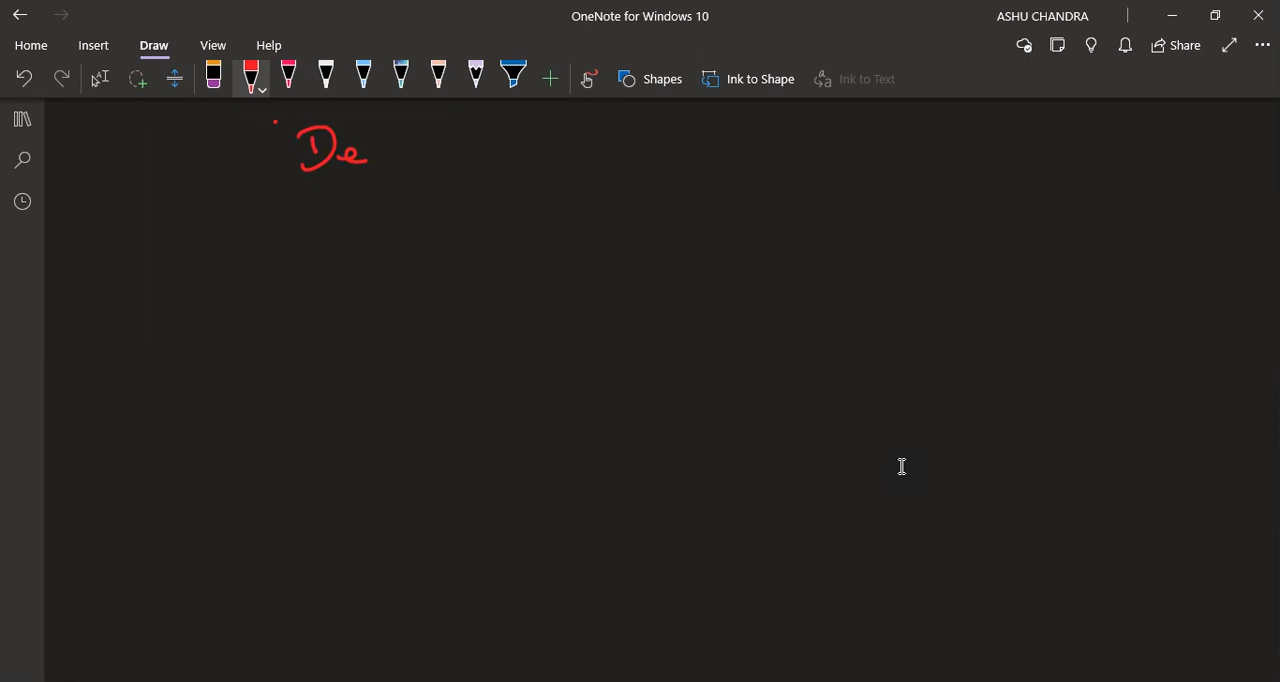 OneNote for Windows 10
ASHU CHANDRA
Home Insert Draw View Help
Share
Shapes Ink to Shape Ink to Text
De